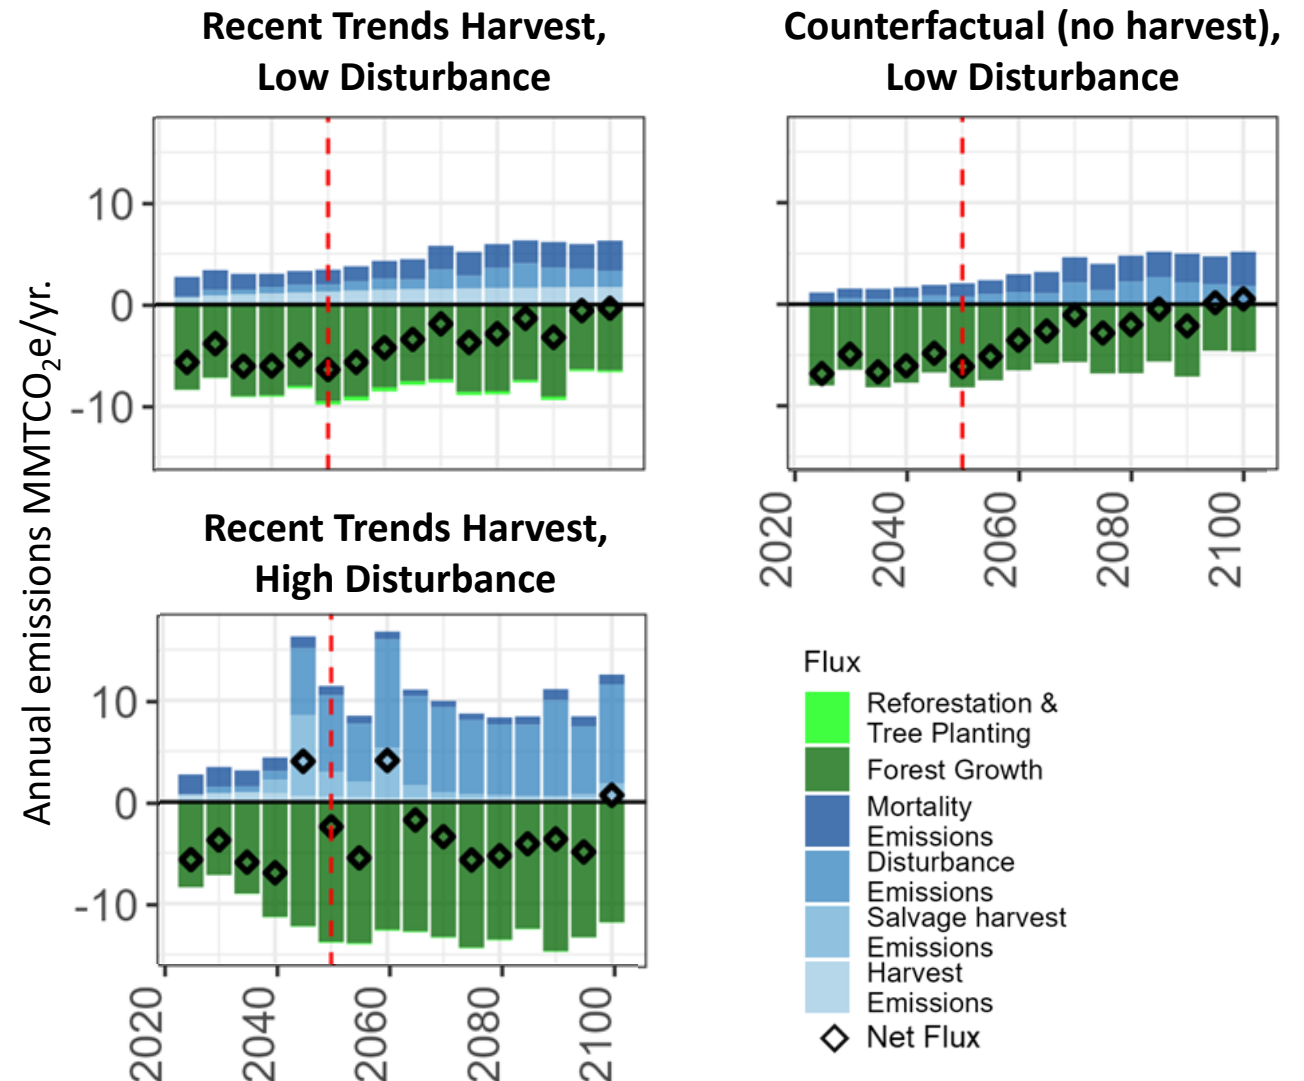 Recent Trends Harvest,
Low Disturbance
Counterfactual (no harvest),
Low Disturbance
Annual emissions MMTCO₂e/yr.
10
0
-10
2020
2040
2060
2080
2100
Recent Trends Harvest,
High Disturbance
10
0
-10
2020
2040
2060
2080
2100
Flux
Reforestation &
Tree Planting
Forest Growth
Mortality
Emissions
Disturbance
Emissions
Salvage harvest
Emissions
Harvest
Emissions
Net Flux